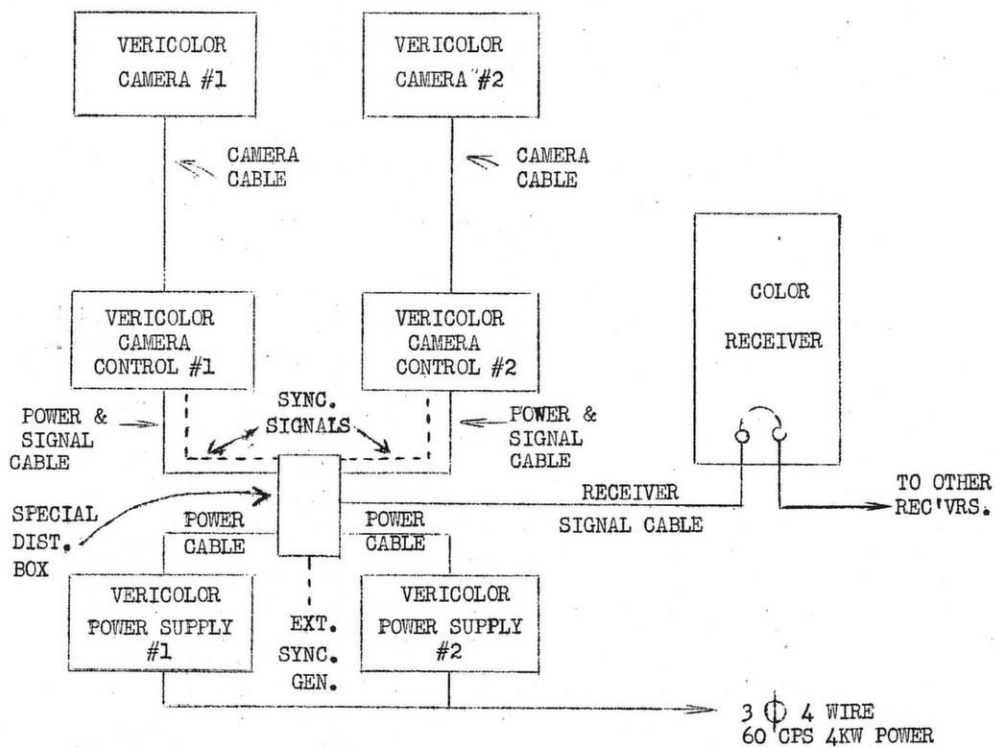 VERICOLOR
CAMERA #1
VERICOLOR
CAMERA #2
CAMERA
CABLE
CAMERA
CABLE
VERICOLOR
CAMERA
CONTROL #1
VERICOLOR
CAMERA
CONTROL #2
COLOR
RECEIVER
POWER &
SIGNAL
CABLE
SYNC.
SIGNALS
POWER &
SIGNAL
CABLE
SPECIAL
DIST.
BOX
POWER
CABLE
POWER
CABLE
RECEIVER
SIGNAL CABLE
TO OTHER
REC'VRS.
VERICOLOR
POWER SUPPLY
#1
EXT.
SYNC.
GEN.
VERICOLOR
POWER SUPPLY
#2
3 ϕ 4 WIRE
60 CPS 4KW POWER